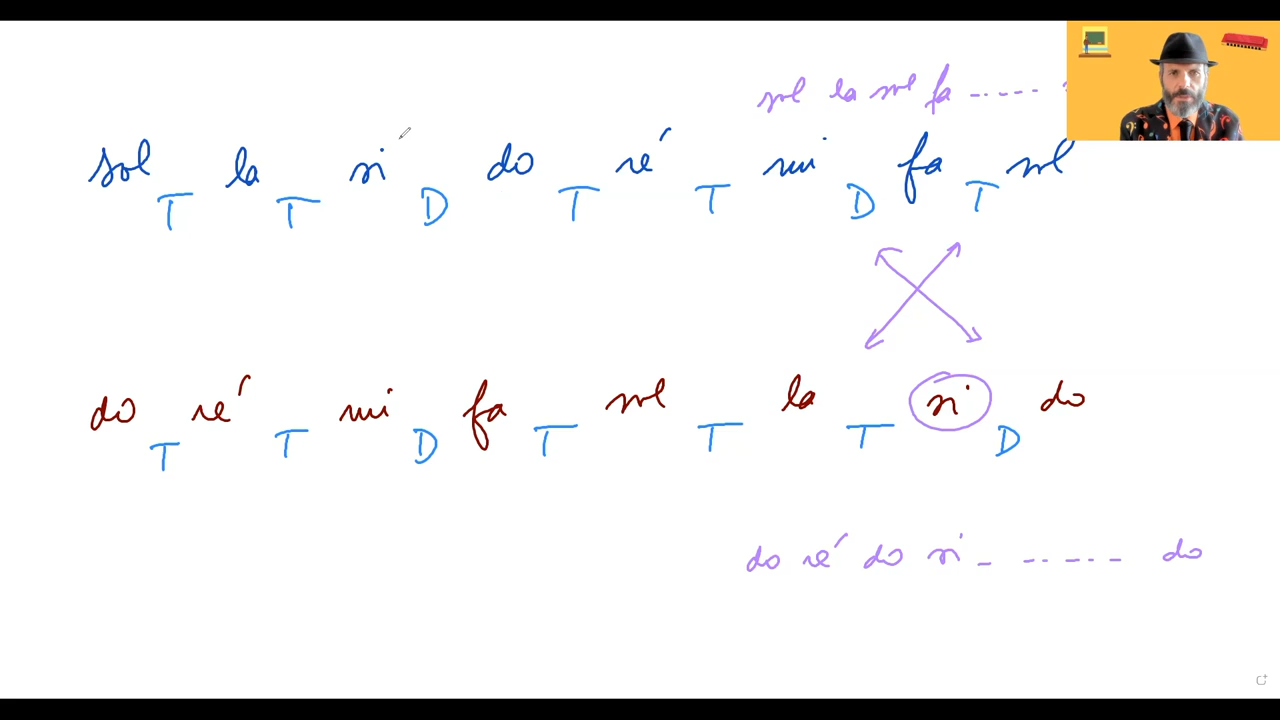 sol la sol fa ......
sol la si do ré mi fa sol
T T D T T D T
do ré mi fa sol la si do
T T D T T T D
do ré do si - ------ do